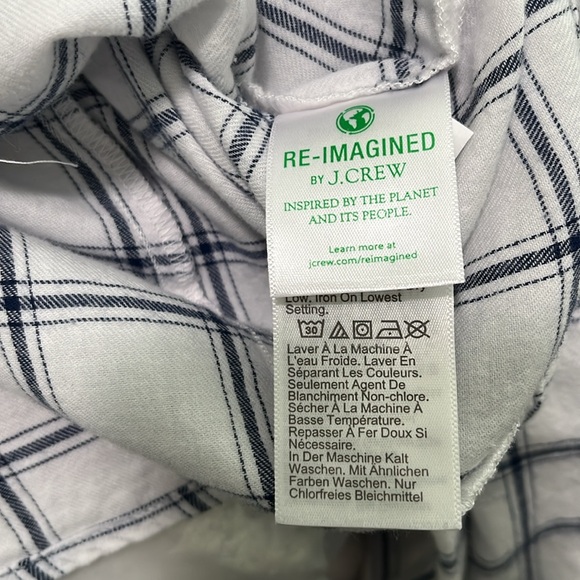 RE-IMAGINED
BY J.CREW
INSPIRED BY THE PLANET
AND ITS PEOPLE.
Learn more at
jcrew.com/reimagined
Low, Iron On Lowest
Setting.
30
Laver À La Machine À
L'eau Froide. Laver En
Séparant Les Couleurs.
Seulement Agent De
Blanchiment Non-chlore.
Sécher À La Machine À
Basse Température.
Repasser À Fer Doux Si
Nécessaire.
In Der Maschine Kalt
Waschen. Mit Ähnlichen
Farben Waschen. Nur
Chlorfreies Bleichmittel